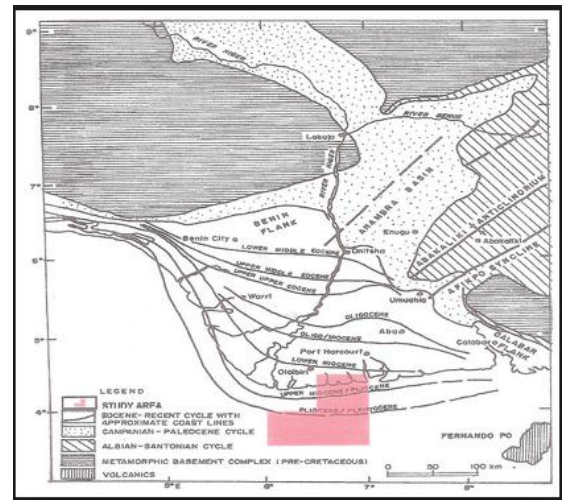 9°
RIVER NIGER
8°
RIVER BENUE
Lokoja
RIVER NIGER
7°
ANAMBRA BASIN
BENIN FLANK
Benin City
Enugu
Abakaliki
ABAKALIKI ANTICLINORIUM
LOWER MIDDLE EOCENE
Onitsha
6°
UPPER MIDDLE EOCENE
UPPER UPPER EOCENE
AFIKPO SYNCLINE
Umuahia
Warri
OLIGOCENE
5°
OLIGO/MIOCENE
Aba
Calabar
CALABAR FLANK
LOWER MIOCENE
Port Harcourt
Oloibiri
UPPER MIOCENE/PLIOCENE
4°
PLIOCENE/PLEISTOCENE
FERNANDO PO
LEGEND
STUDY AREA
EOCENE-RECENT CYCLE WITH
APPROXIMATE COAST LINES
CAMPANIAN-PALEOCENE CYCLE
ALBIAN-SANTONIAN CYCLE
METAMORPHIC BASEMENT COMPLEX (PRE-CRETACEOUS)
VOLCANICS
0
100 km
5°E
6°
7°
8°